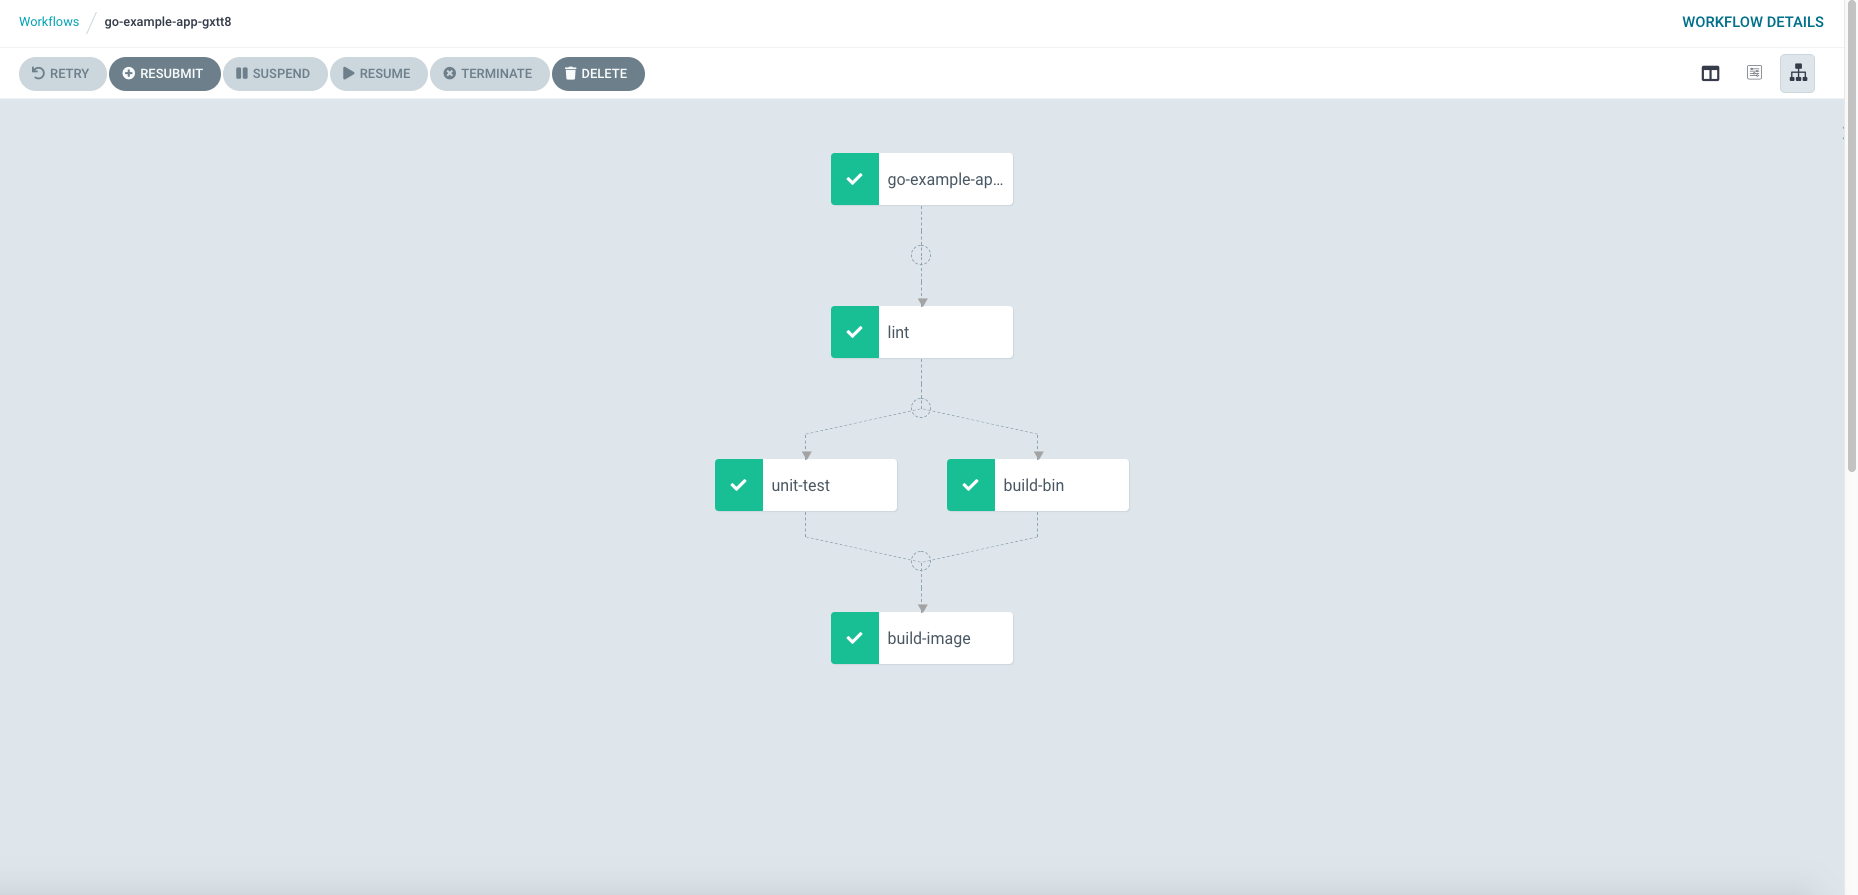 Workflows / go-example-app-gxtt8
WORKFLOW DETAILS
RETRY RESUBMIT SUSPEND RESUME TERMINATE DELETE
go-example-ap...
lint
unit-test build-bin
build-image